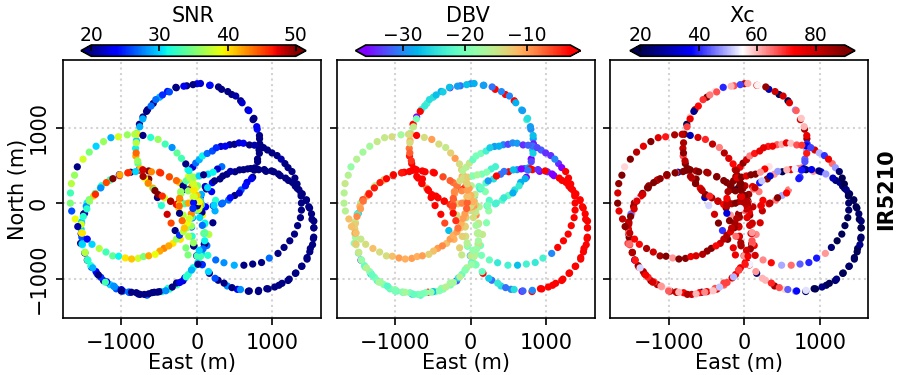 SNR
DBV
Xc
20 30 40 50
−30 −20 −10
20 40 60 80
North (m)
1000
0
−1000
IR5210
−1000 0 1000
−1000 0 1000
−1000 0 1000
East (m)
East (m)
East (m)